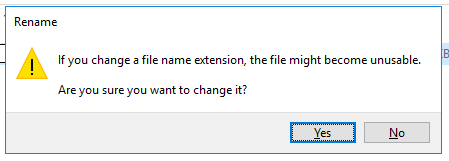 Rename
If you change a file name extension, the file might become unusable.
Are you sure you want to change it?
Yes No